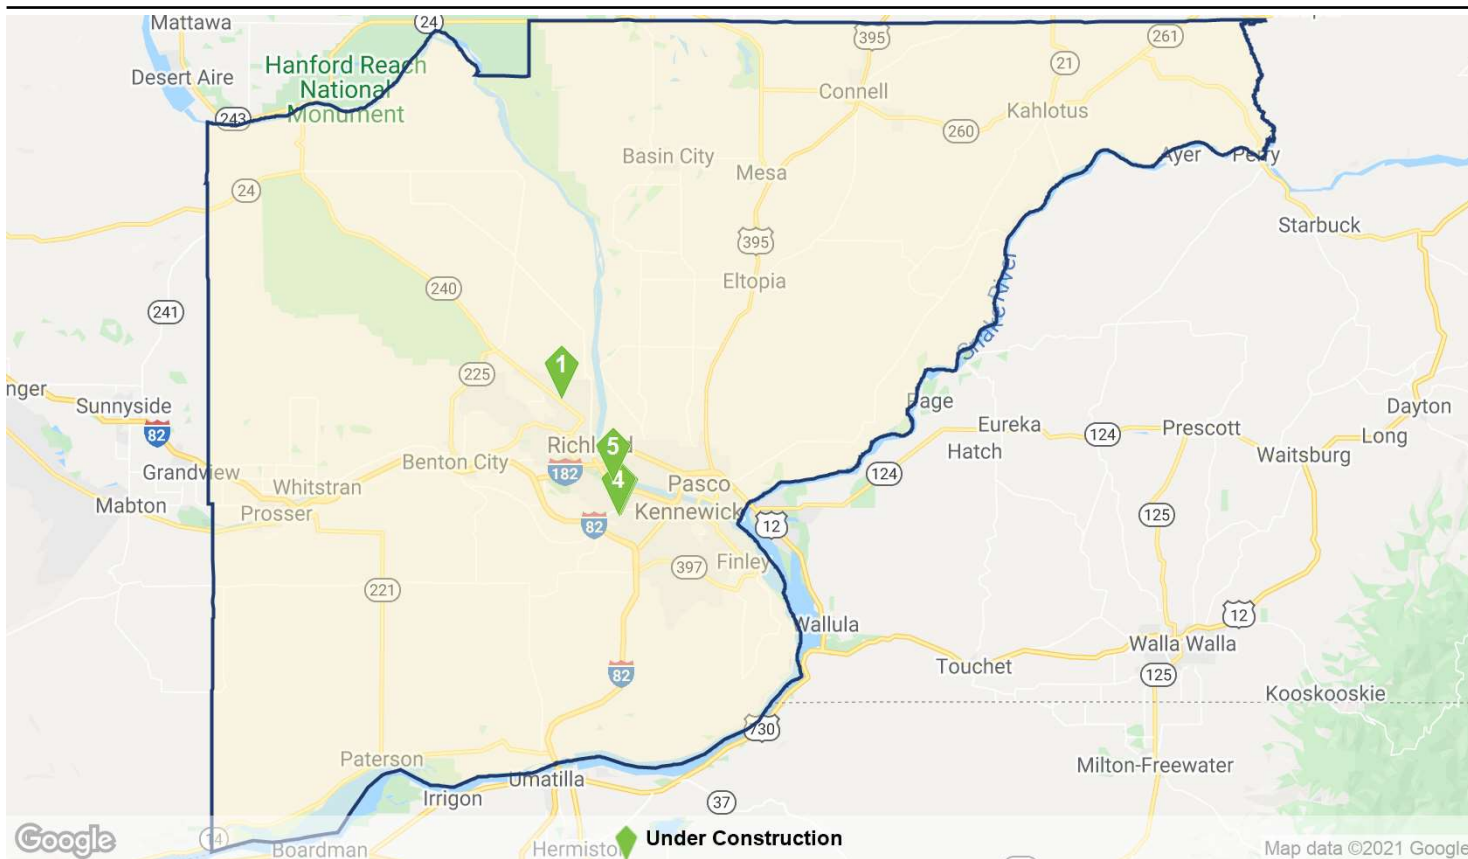 Mattawa
24
395
261
Desert Aire
Hanford Reach
National
Monument
21
Connell
Kahlotus
243
260
Basin City
Ayer
Perry
Mesa
24
Starbuck
395
Eltopia
240
241
Snake River
1
225
nger
Sunnyside
Page
Dayton
82
Eureka
124
Prescott
Long
Richland
5
Hatch
Waitsburg
Grandview
Benton City
182
124
Whitstran
4
Pasco
Mabton
Prosser
Kennewick
82
12
125
397
Finley
221
12
Wallula
Walla Walla
82
Touchet
125
Kooskooskie
730
Paterson
Umatilla
Milton-Freewater
Irrigon
37
Google
14
Boardman
Hermiston
Under Construction
Map data ©2021 Google